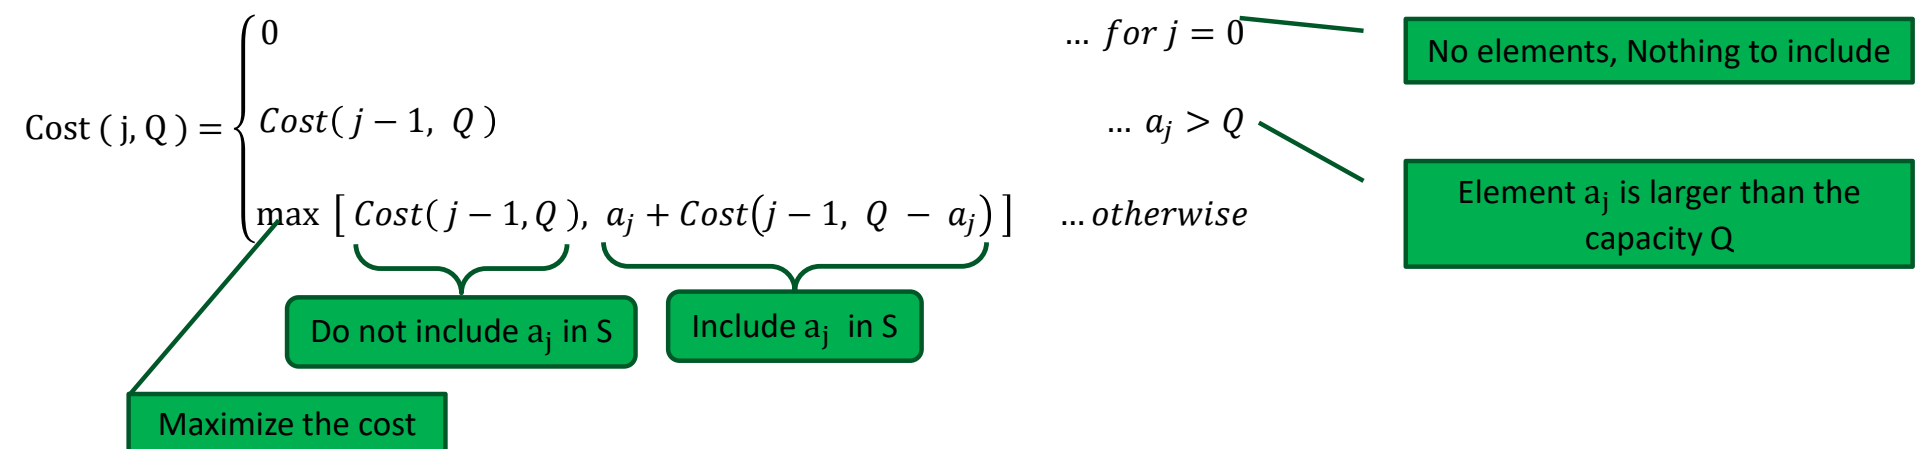 0 ... for j = 0
No elements, Nothing to include
Cost ( j, Q ) = { Cost( j − 1, Q ) ... aⱼ > Q
Element aⱼ is larger than the
capacity Q
max [ Cost( j − 1, Q ), aⱼ + Cost(j − 1, Q − aⱼ) ] ... otherwise
Do not include aⱼ in S
Include aⱼ in S
Maximize the cost